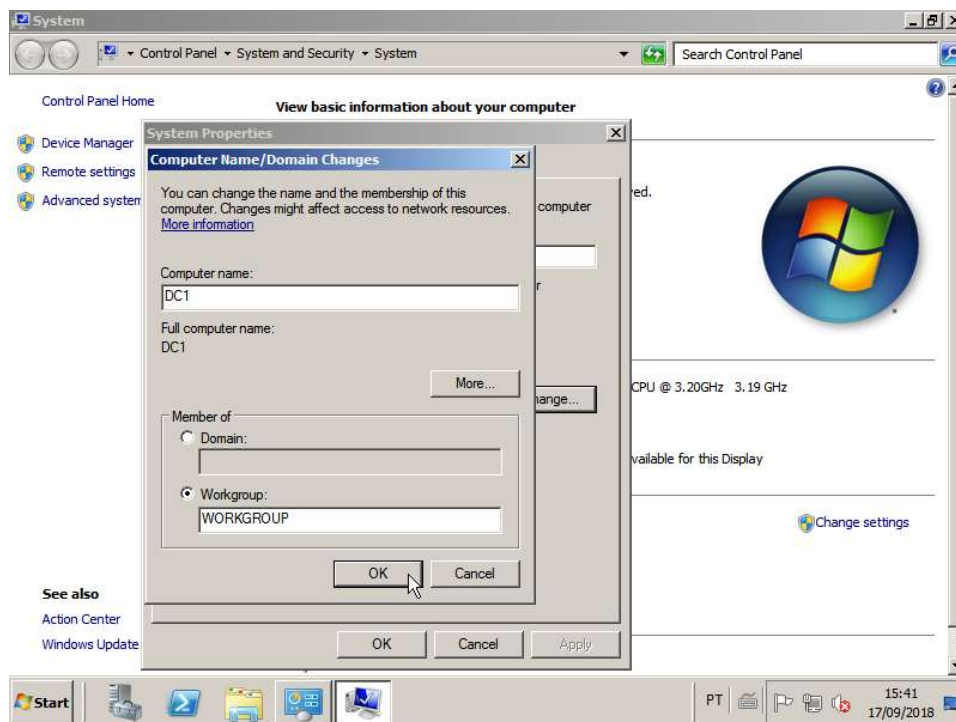 System
Control Panel
System and Security
System
Search Control Panel
Control Panel Home
Device Manager
Remote settings
Advanced system
View basic information about your computer
System Properties
Computer Name/Domain Changes
You can change the name and the membership of this
computer. Changes might affect access to network resources.
More information
Computer name:
DC1
Full computer name:
DC1
More...
Member of
Domain:
Workgroup:
WORKGROUP
OK
Cancel
computer
OK
Cancel
Apply
CPU @ 3.20GHz 3.19 GHz
vailable for this Display
Change settings
See also
Action Center
Windows Update
Start
PT
15:41
17/09/2018